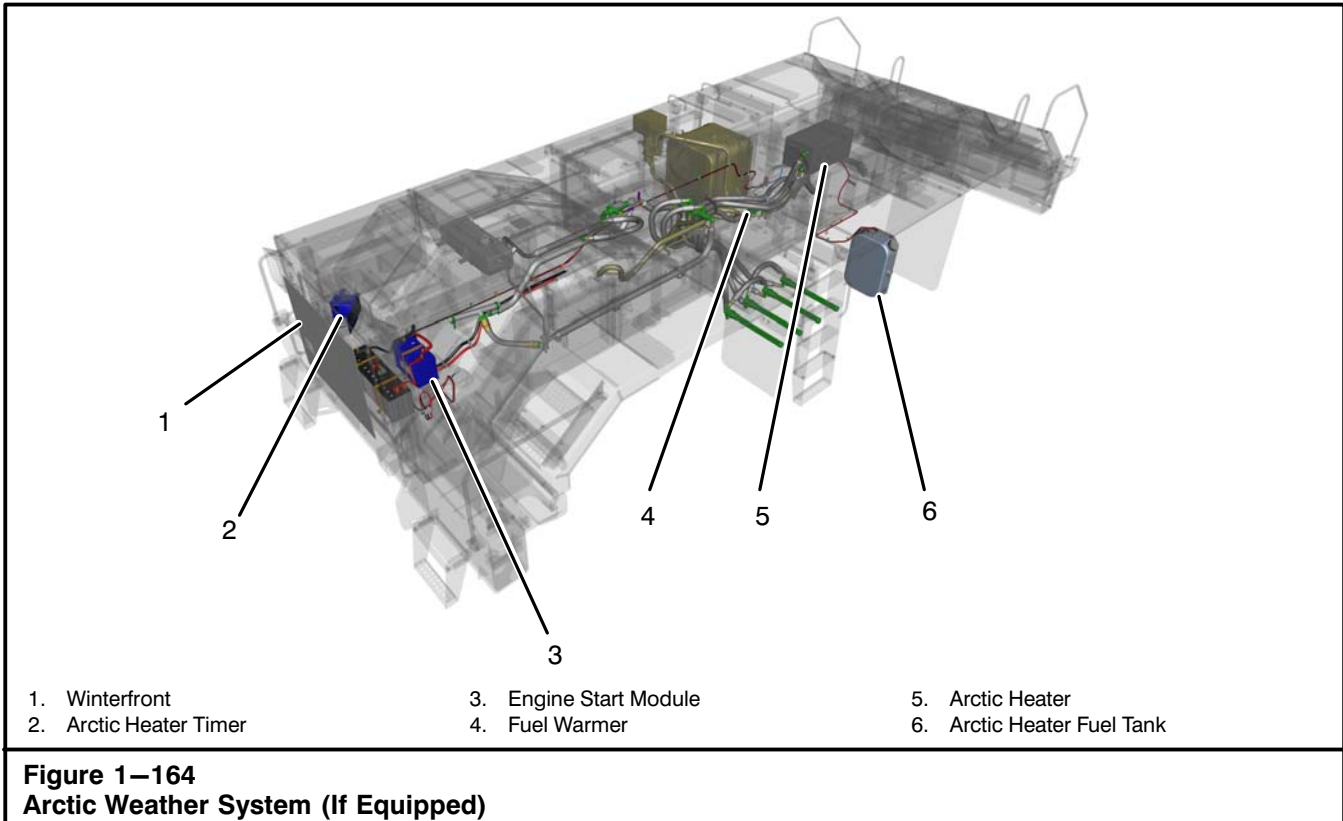 1
2
3
4
5
6
1. Winterfront
2. Arctic Heater Timer
3. Engine Start Module
4. Fuel Warmer
5. Arctic Heater
6. Arctic Heater Fuel Tank
Figure 1—164
Arctic Weather System (If Equipped)